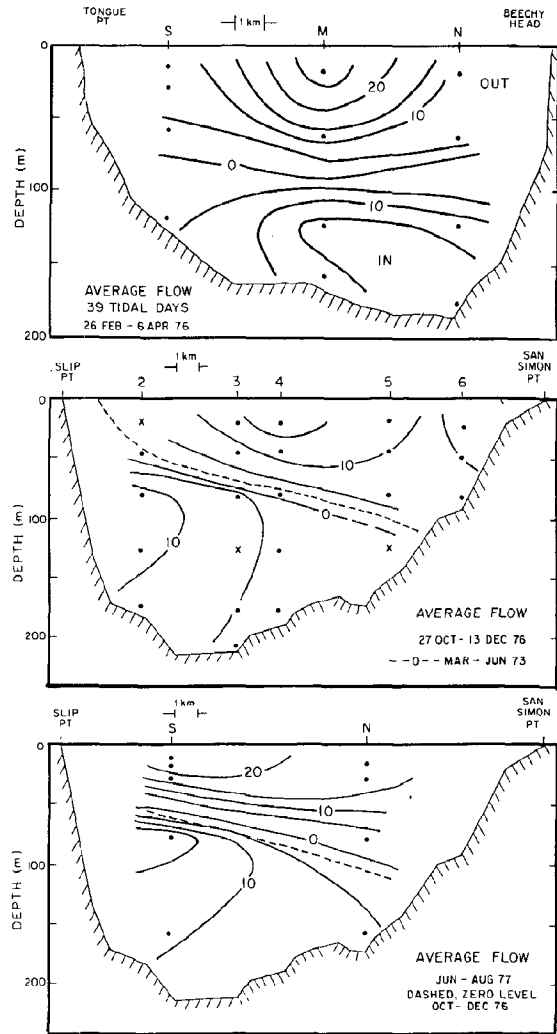 TONGUE PT
BEECHY HEAD
S
1 km
M
N
0
20
OUT
10
0
100
10
IN
DEPTH (m)
AVERAGE FLOW
39 TIDAL DAYS
26 FEB - 6 APR 76
200
SLIP PT
1 km
SAN SIMON PT
2
3
4
5
6
0
x
10
0
100
10
x
x
DEPTH (m)
AVERAGE FLOW
27 OCT - 13 DEC 76
200
--0-- MAR - JUN 73
SLIP PT
1 km
SAN SIMON PT
S
N
0
20
10
0
100
10
DEPTH (m)
AVERAGE FLOW
JUN - AUG 77
200
DASHED, ZERO LEVEL
OCT - DEC 76